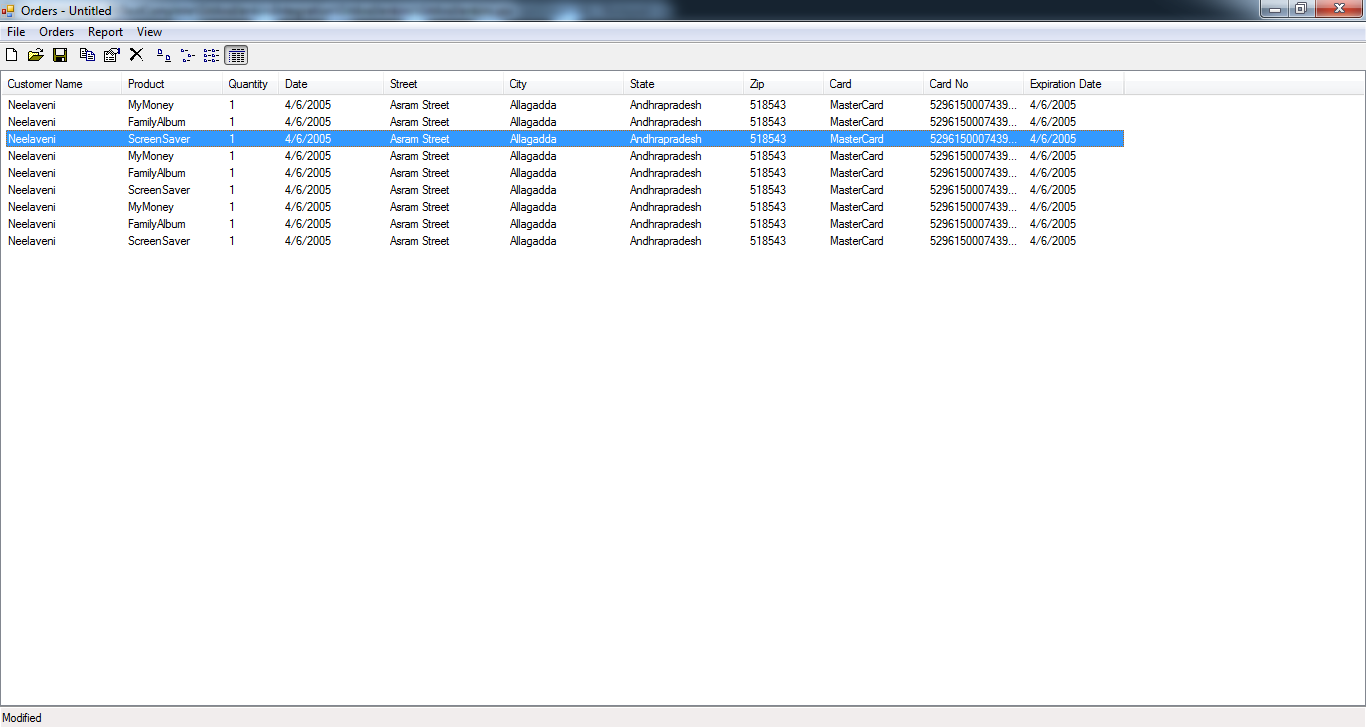 Orders - Untitled
File Orders Report View
Customer Name Product Quantity Date Street City State Zip Card Card No Expiration Date
Neelaveni MyMoney 1 4/6/2005 Asram Street Allagadda Andhrapradesh 518543 MasterCard 5296150007439... 4/6/2005
Neelaveni FamilyAlbum 1 4/6/2005 Asram Street Allagadda Andhrapradesh 518543 MasterCard 5296150007439... 4/6/2005
Neelaveni ScreenSaver 1 4/6/2005 Asram Street Allagadda Andhrapradesh 518543 MasterCard 5296150007439... 4/6/2005
Neelaveni MyMoney 1 4/6/2005 Asram Street Allagadda Andhrapradesh 518543 MasterCard 5296150007439... 4/6/2005
Neelaveni FamilyAlbum 1 4/6/2005 Asram Street Allagadda Andhrapradesh 518543 MasterCard 5296150007439... 4/6/2005
Neelaveni ScreenSaver 1 4/6/2005 Asram Street Allagadda Andhrapradesh 518543 MasterCard 5296150007439... 4/6/2005
Neelaveni MyMoney 1 4/6/2005 Asram Street Allagadda Andhrapradesh 518543 MasterCard 5296150007439... 4/6/2005
Neelaveni FamilyAlbum 1 4/6/2005 Asram Street Allagadda Andhrapradesh 518543 MasterCard 5296150007439... 4/6/2005
Neelaveni ScreenSaver 1 4/6/2005 Asram Street Allagadda Andhrapradesh 518543 MasterCard 5296150007439... 4/6/2005
Modified